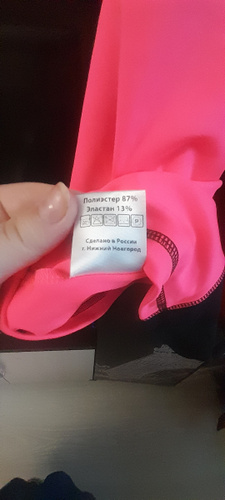 Полиэстер 87%
Эластан 13%
P
Сделано в России
г. Нижний Новгород